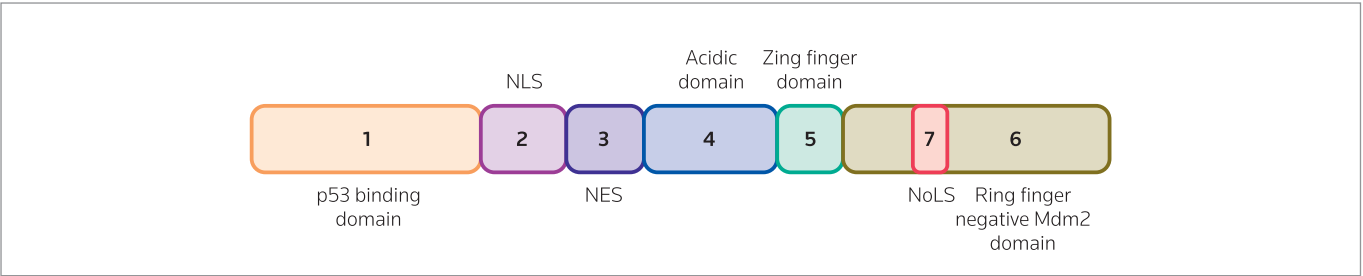 NLS
Acidic
domain
Zing finger
domain
1
2
3
4
5
7
6
p53 binding
domain
NES
NoLS
Ring finger
negative Mdm2
domain